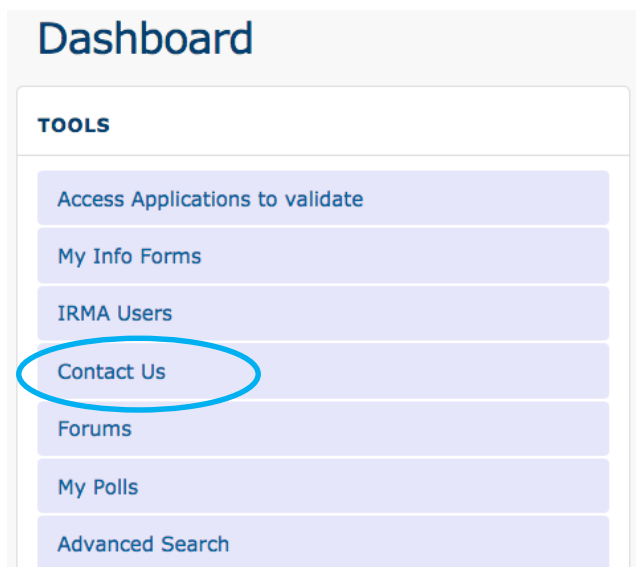 Dashboard
TOOLS
Access Applications to validate
My Info Forms
IRMA Users
Contact Us
Forums
My Polls
Advanced Search